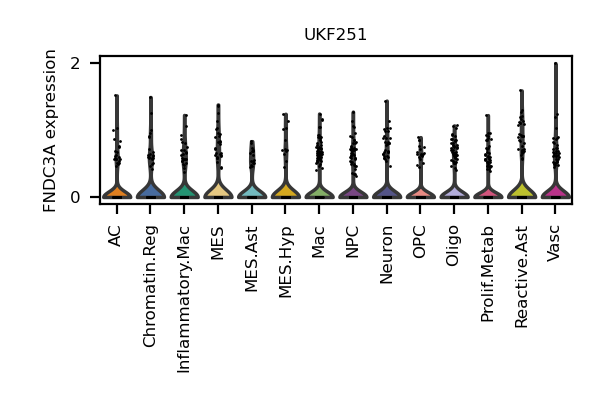 UKF251
FNDC3A expression
2
0
AC
Chromatin.Reg
Inflammatory.Mac
MES
MES.Ast
MES.Hyp
Mac
NPC
Neuron
OPC
Oligo
Prolif.Metab
Reactive.Ast
Vasc